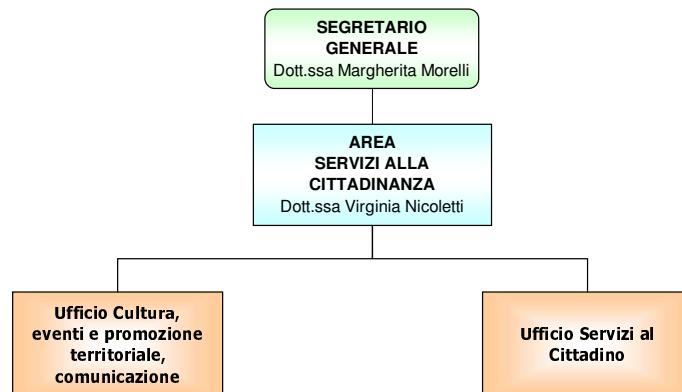 SEGRETARIO
GENERALE
Dott.ssa Margherita Morelli
AREA
SERVIZI ALLA
CITTADINANZA
Dott.ssa Virginia Nicoletti
Ufficio Cultura,
eventi e promozione
territoriale,
comunicazione
Ufficio Servizi al
Cittadino